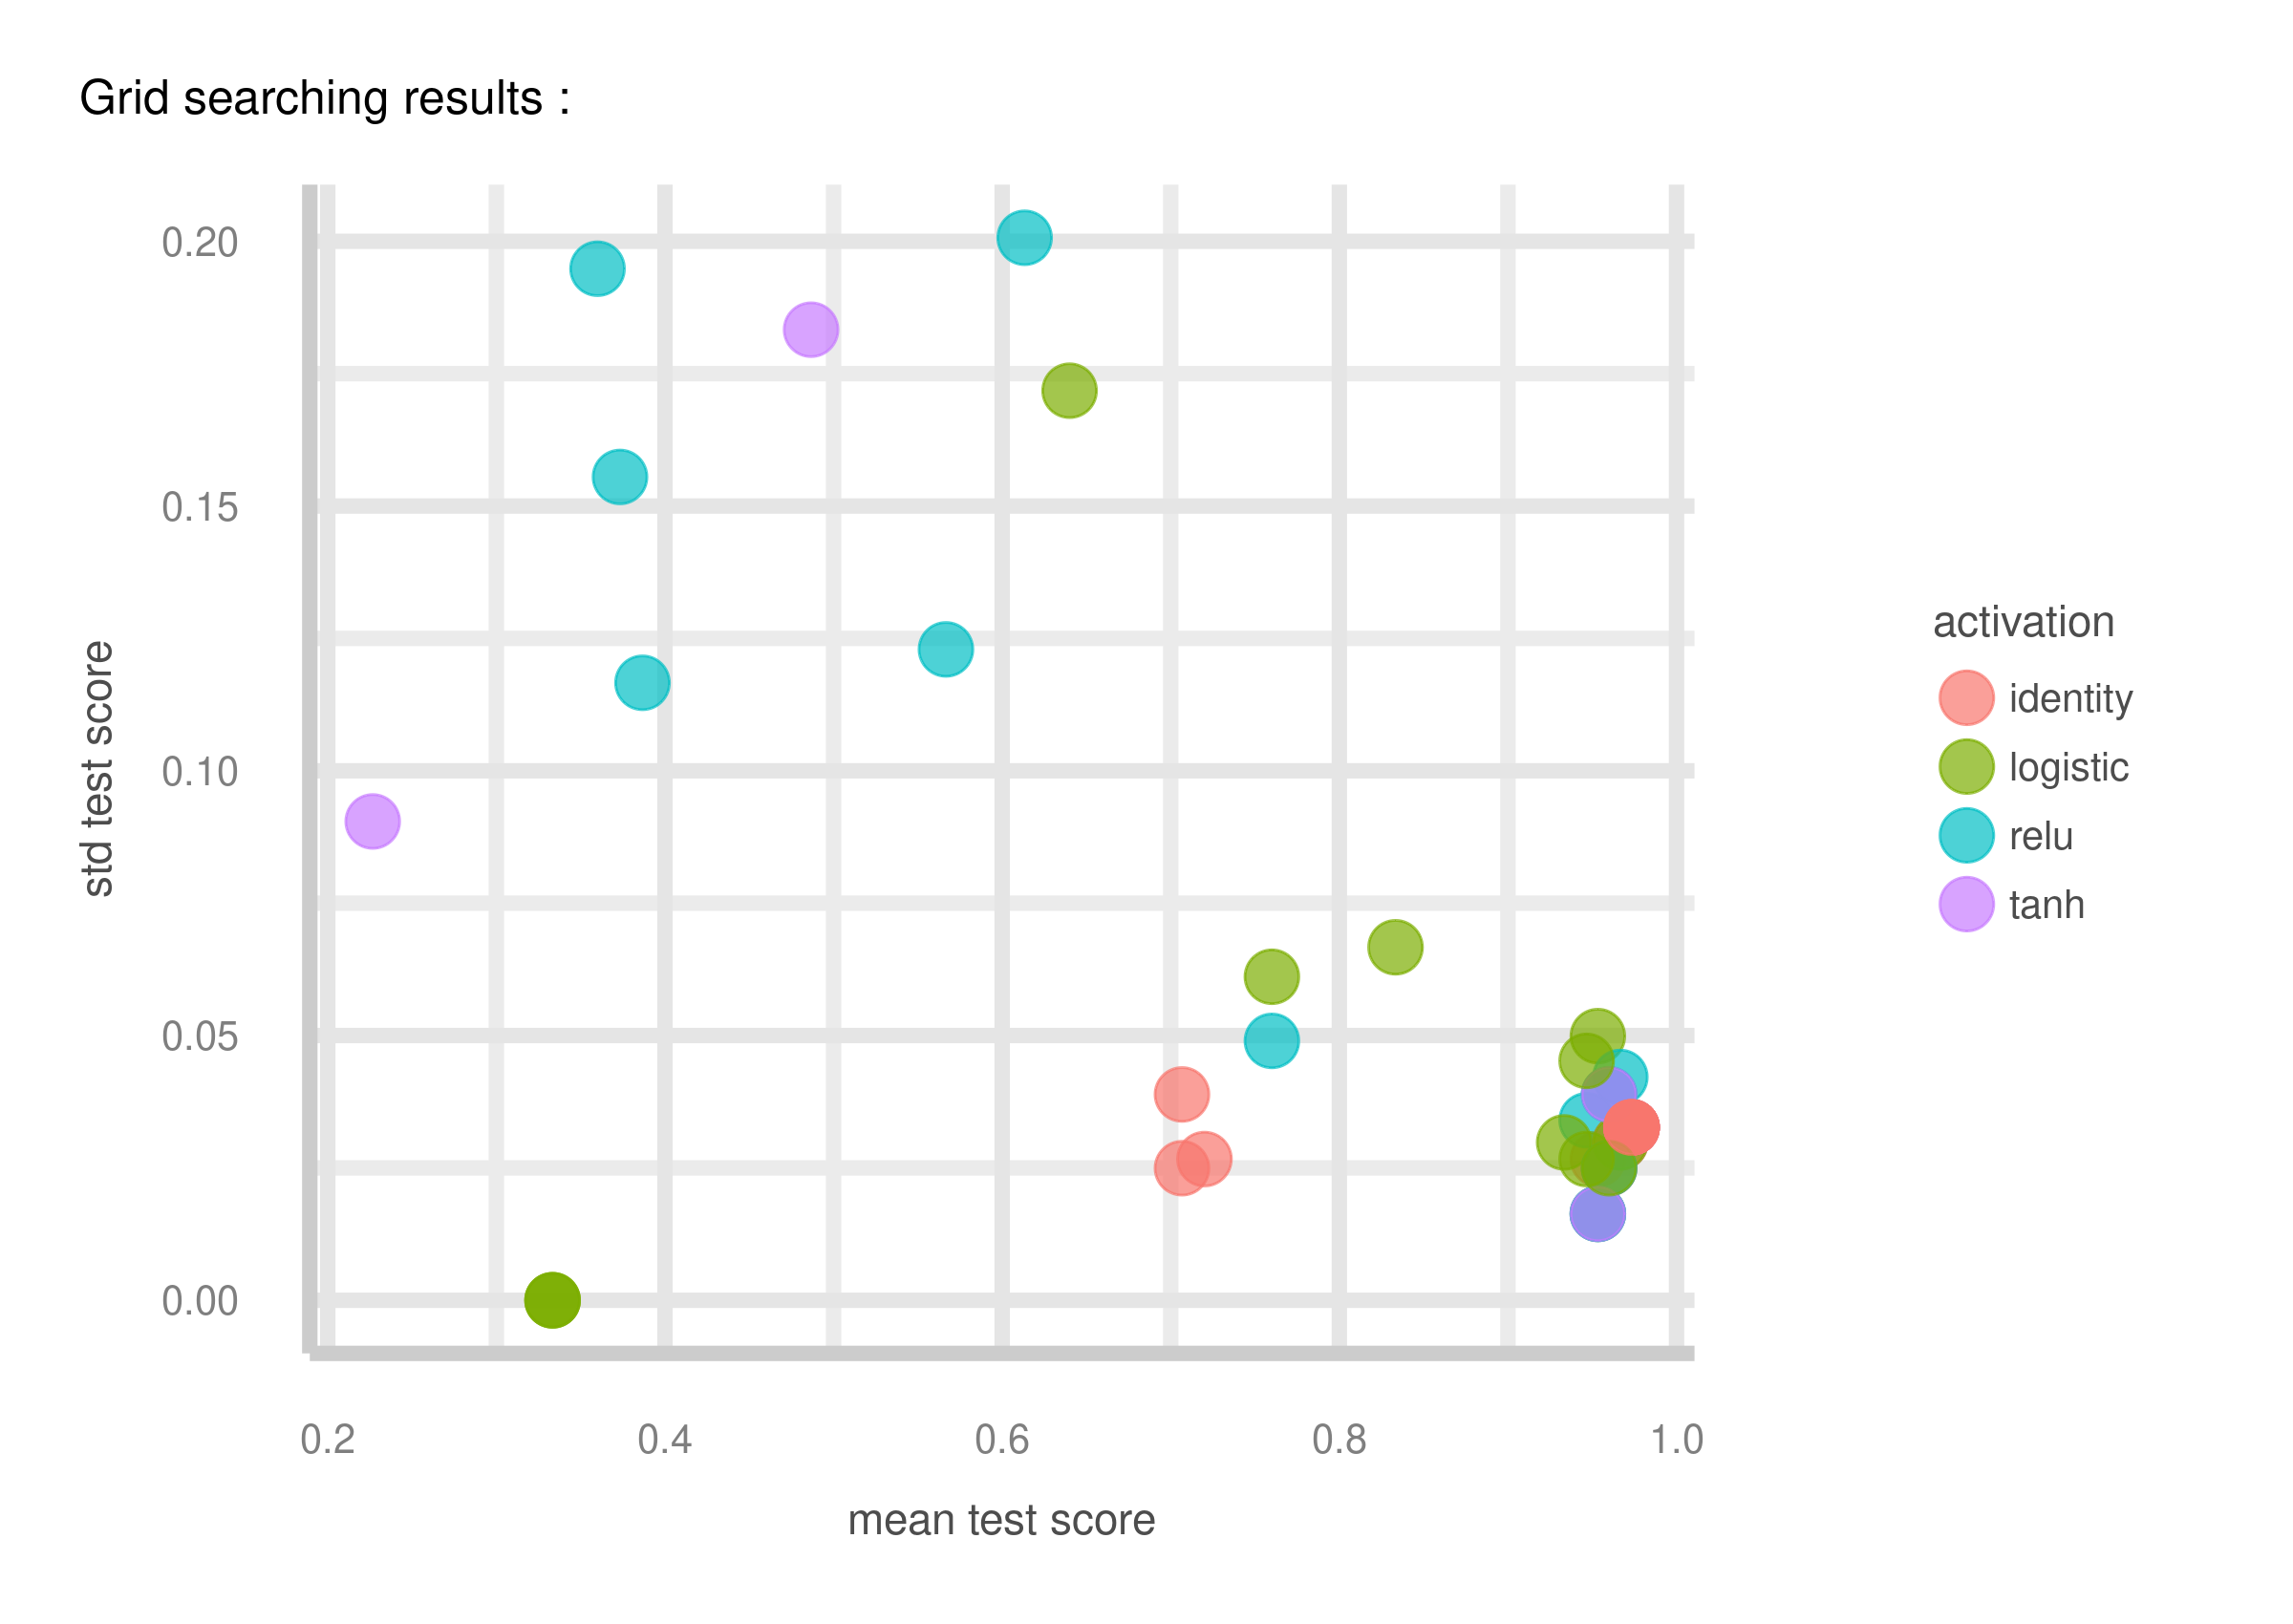 Grid searching results :
0.20
0.15
0.10
0.05
0.00
std test score
0.2 0.4 0.6 0.8 1.0
mean test score
activation
identity
logistic
relu
tanh